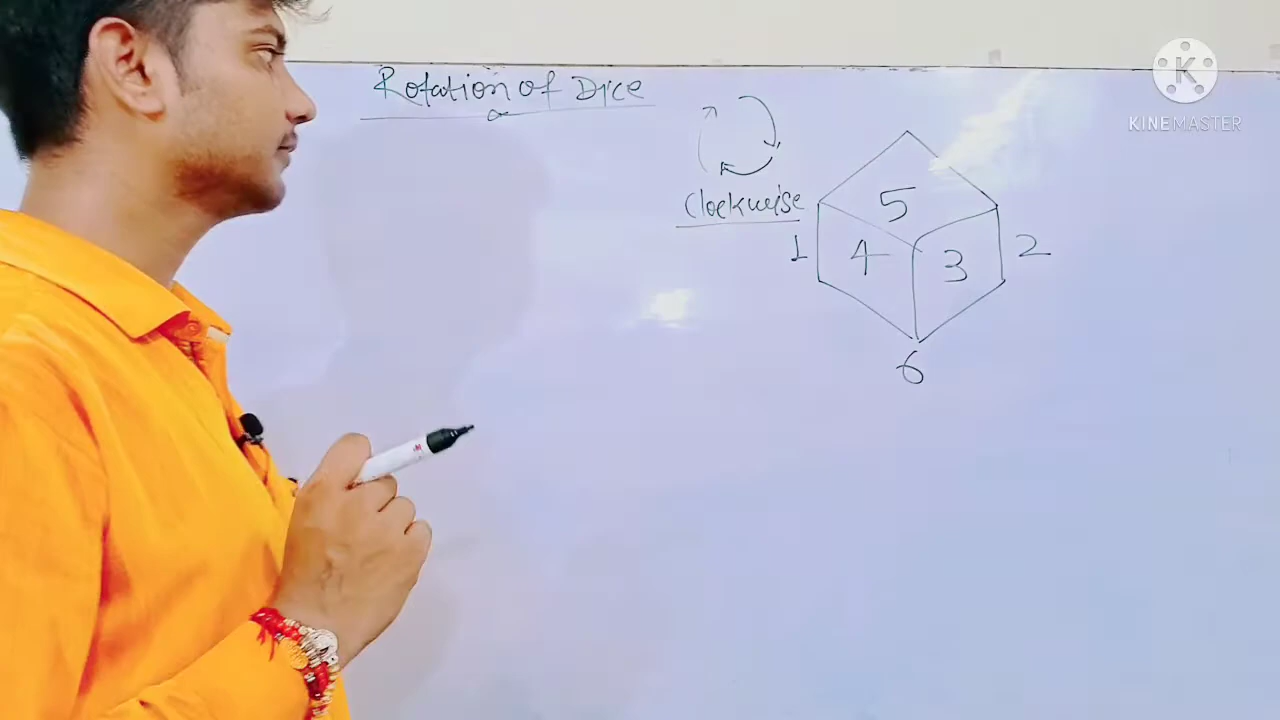 Rotation of Dice
Clockwise
5
1 4 3 2
6
K
KINEMASTER